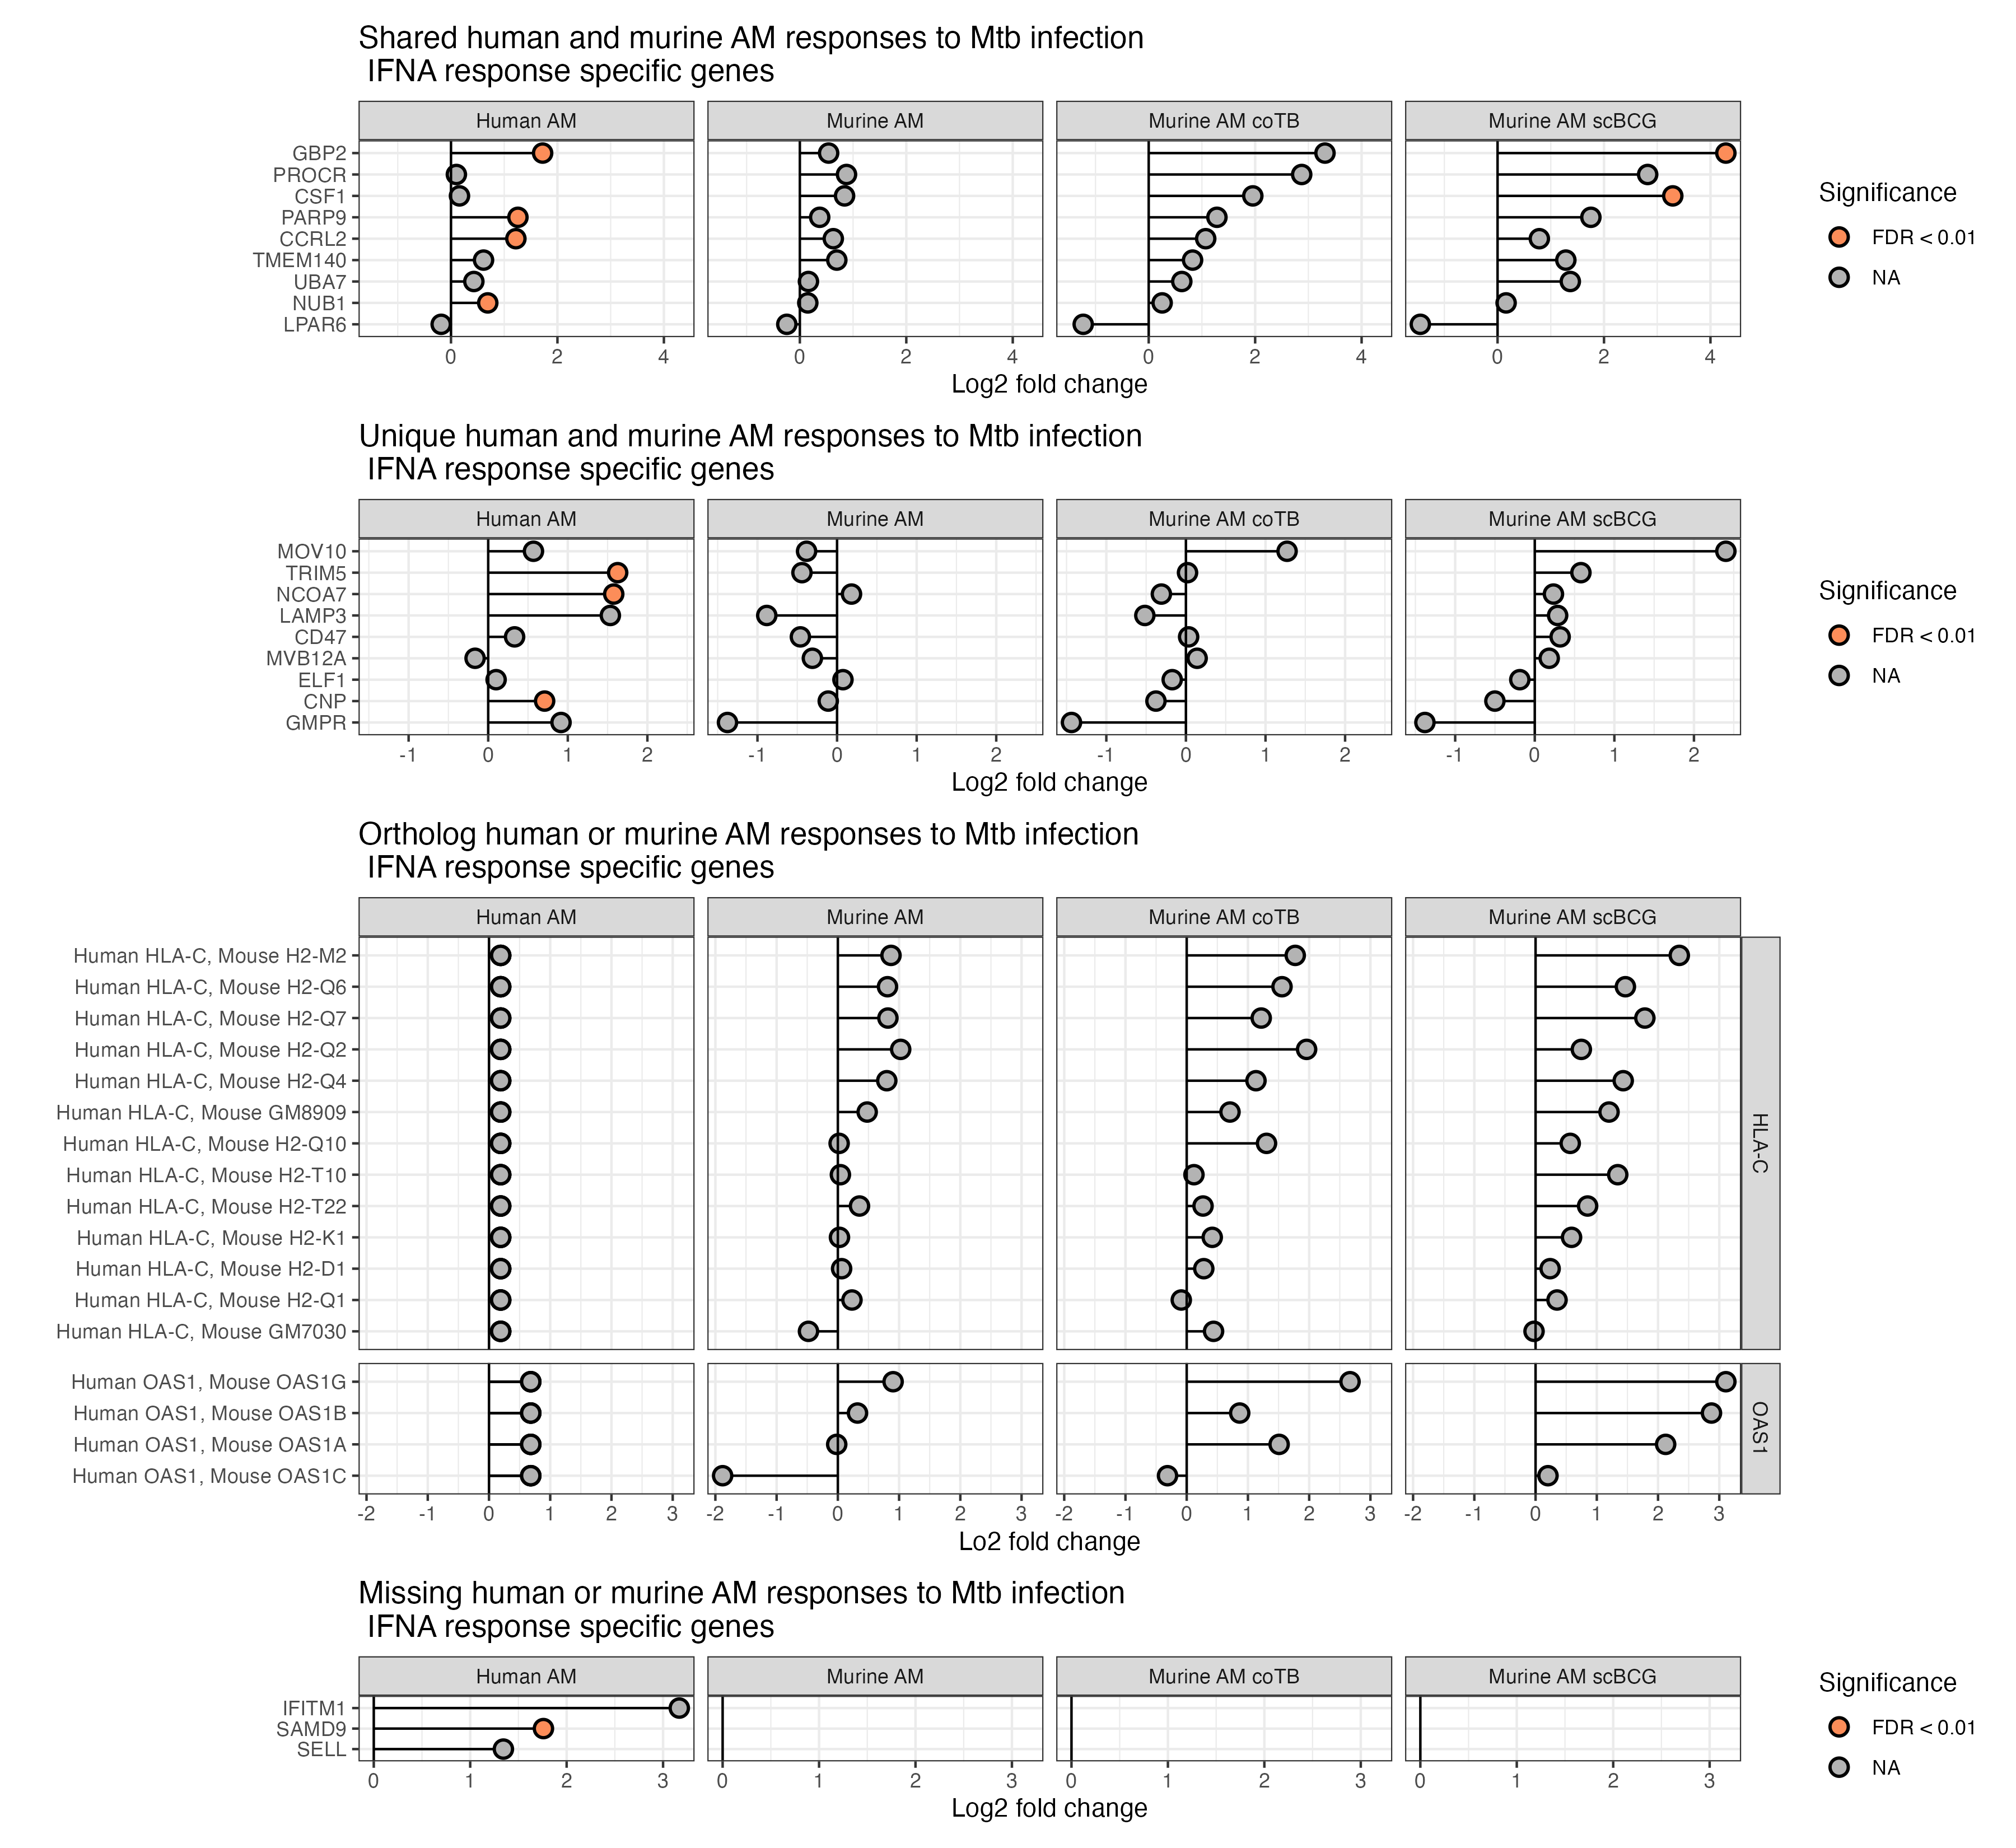 Shared human and murine AM responses to Mtb infection
IFNA response specific genes
Human AM
Murine AM
Murine AM coTB
Murine AM scBCG
GBP2
PROCR
CSF1
PARP9
CCRL2
TMEM140
UBA7
NUB1
LPAR6
0 2 4
0 2 4
0 2 4
0 2 4
Log2 fold change
Significance
FDR < 0.01
NA
Unique human and murine AM responses to Mtb infection
IFNA response specific genes
Human AM
Murine AM
Murine AM coTB
Murine AM scBCG
MOV10
TRIM5
NCOA7
LAMP3
CD47
MVB12A
ELF1
CNP
GMPR
-1 0 1 2
-1 0 1 2
-1 0 1 2
-1 0 1 2
Log2 fold change
Significance
FDR < 0.01
NA
Ortholog human or murine AM responses to Mtb infection
IFNA response specific genes
Human AM
Murine AM
Murine AM coTB
Murine AM scBCG
Human HLA-C, Mouse H2-M2
Human HLA-C, Mouse H2-Q6
Human HLA-C, Mouse H2-Q7
Human HLA-C, Mouse H2-Q2
Human HLA-C, Mouse H2-Q4
Human HLA-C, Mouse GM8909
Human HLA-C, Mouse H2-Q10
Human HLA-C, Mouse H2-T10
Human HLA-C, Mouse H2-T22
Human HLA-C, Mouse H2-K1
Human HLA-C, Mouse H2-D1
Human HLA-C, Mouse H2-Q1
Human HLA-C, Mouse GM7030
HLA-C
Human OAS1, Mouse OAS1G
Human OAS1, Mouse OAS1B
Human OAS1, Mouse OAS1A
Human OAS1, Mouse OAS1C
OAS1
-2 -1 0 1 2 3
-2 -1 0 1 2 3
-2 -1 0 1 2 3
-2 -1 0 1 2 3
Lo2 fold change
Missing human or murine AM responses to Mtb infection
IFNA response specific genes
Human AM
Murine AM
Murine AM coTB
Murine AM scBCG
IFITM1
SAMD9
SELL
0 1 2 3
0 1 2 3
0 1 2 3
0 1 2 3
Log2 fold change
Significance
FDR < 0.01
NA